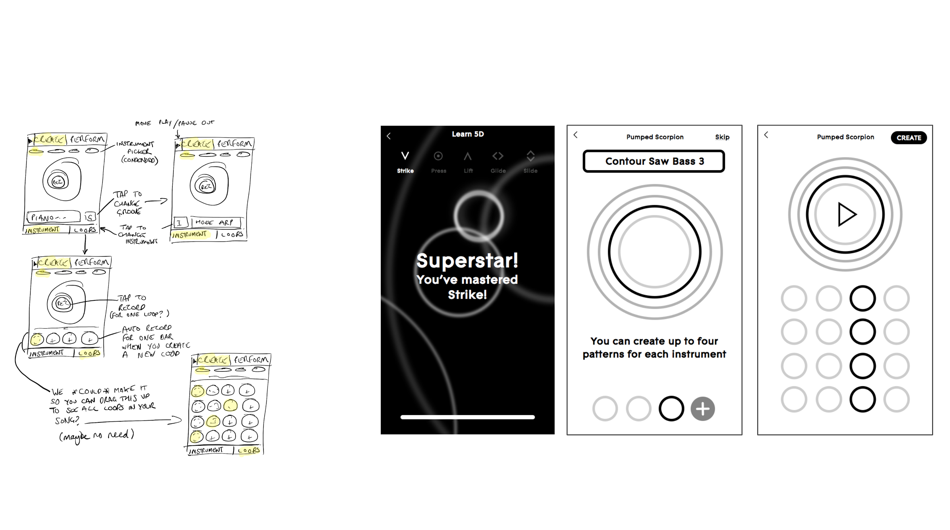 MOVE PLAY/PAUSE OUT
CREATE PERFORM
INSTRUMENT
PICKER
(CONDENSED)
REC
PIANO
TAP TO
CHANGE
GROOVE
TAP TO
CHANGE INSTRUMENT
INSTRUMENT LOOPS
CREATE PERFORM
REC
MODE ARP
INSTRUMENT LOOPS
CREATE PERFORM
REC
TAP TO
RECORD
(FOR ONE LOOP?)
AUTO RECORD
FOR ONE BAR
WHEN YOU CREATE
A NEW LOOP
INSTRUMENT LOOPS
WE *COULD* MAKE IT
SO YOU CAN DRAG THIS UP
TO SEE ALL LOOPS IN YOUR
SONG?
(maybe no need)
CREATE PERFORM
INSTRUMENT LOOPS
Learn 5D
Strike Press Lift Glide Slide
Superstar!
You've mastered
Strike!
Pumped Scorpion Skip
Contour Saw Bass 3
You can create up to four
patterns for each instrument
Pumped Scorpion CREATE